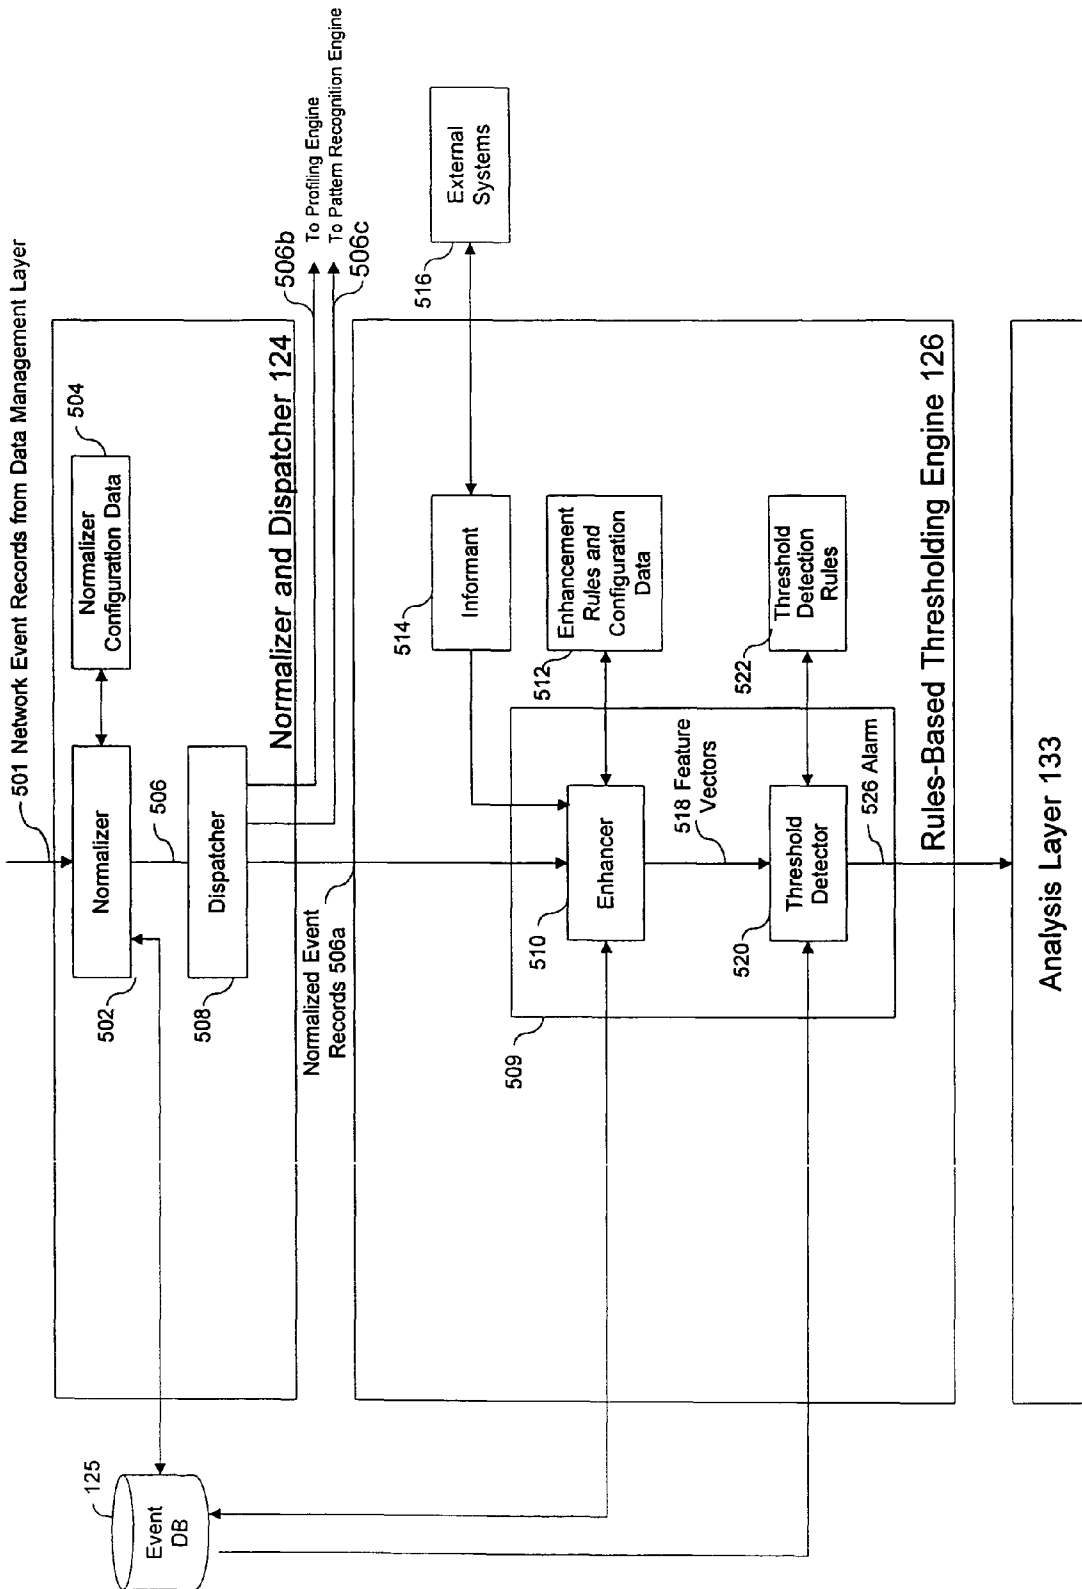 501 Network Event Records from Data Management Layer
Normalizer
502
504
Normalizer
Configuration Data
506
Dispatcher
508
Normalizer and Dispatcher 124
506b
To Profiling Engine
To Pattern Recognition Engine
506c
125
Event
DB
Normalized Event
Records 506a
External
Systems
516
Informant
514
Enhancement
Rules and
Configuration
Data
512
Enhancer
510
509
518 Feature
Vectors
Threshold
Detection
Rules
522
Threshold
Detector
520
526 Alarm
Rules-Based Thresholding Engine 126
Analysis Layer 133